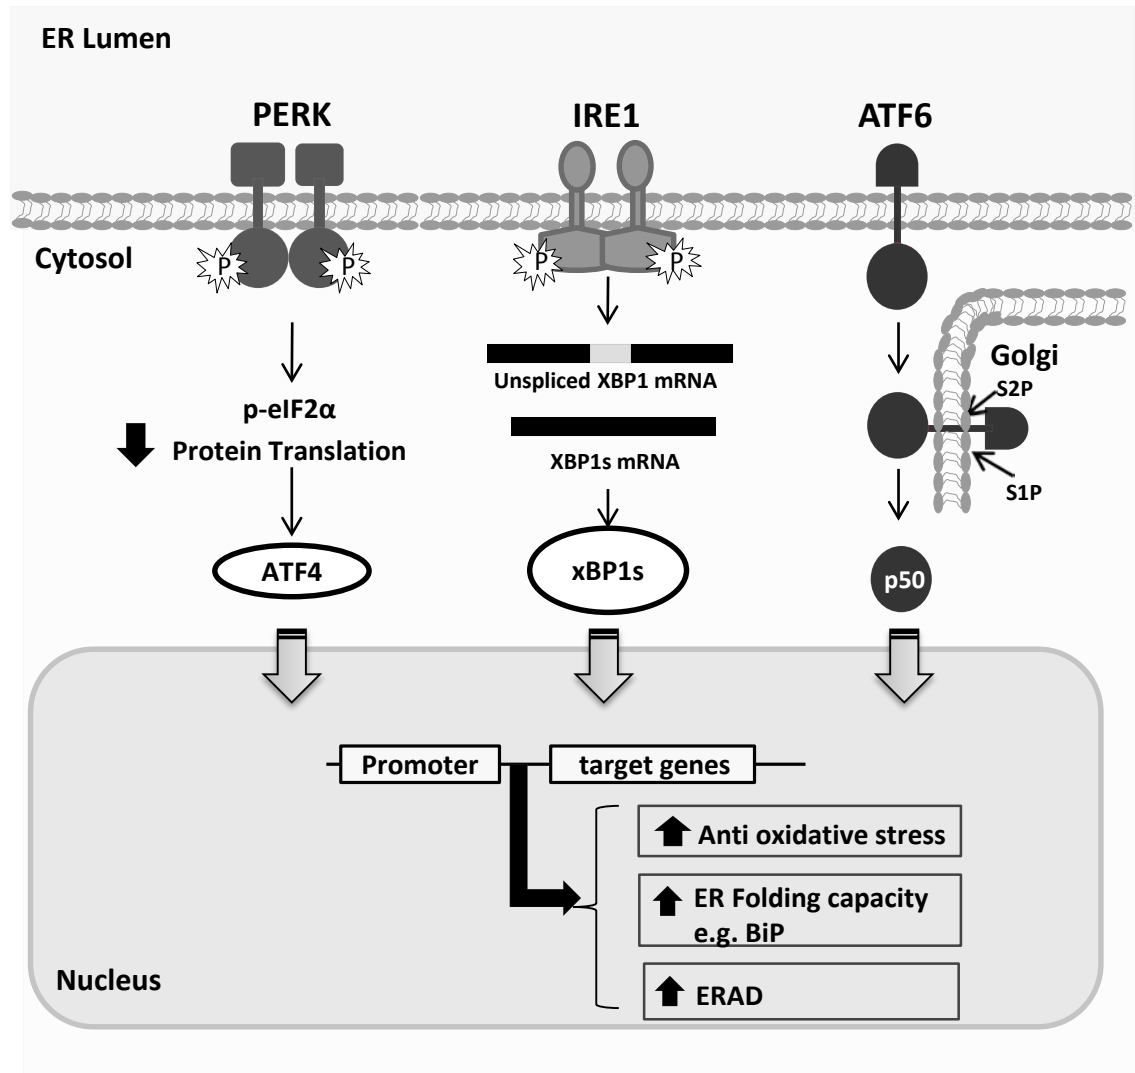 ER Lumen
PERK
IRE1
ATF6
Cytosol
P
P
P
P
Golgi
Unspliced XBP1 mRNA
S2P
p-eIF2α
Protein Translation
XBP1s mRNA
S1P
ATF4
xBP1s
p50
Promoter
target genes
Anti oxidative stress
ER Folding capacity
e.g. BiP
ERAD
Nucleus